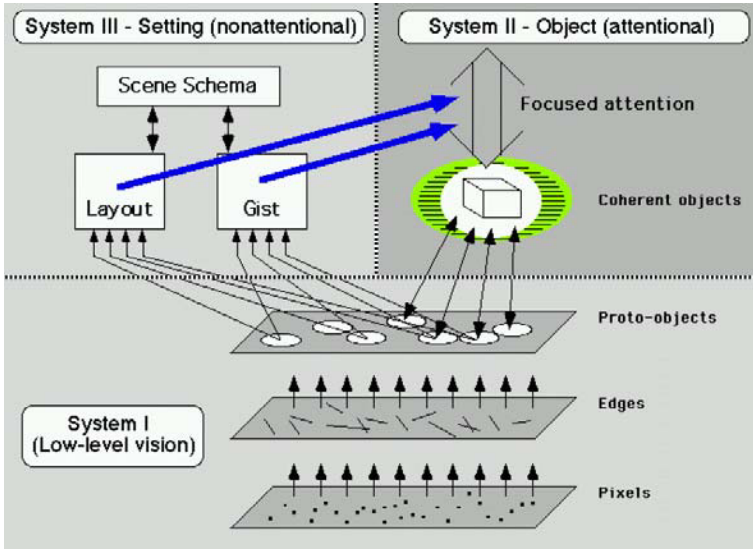 System III - Setting (nonattentional)
System II - Object (attentional)
Scene Schema
Focused attention
Layout
Gist
Coherent objects
Proto-objects
System I
(Low-level vision)
Edges
Pixels